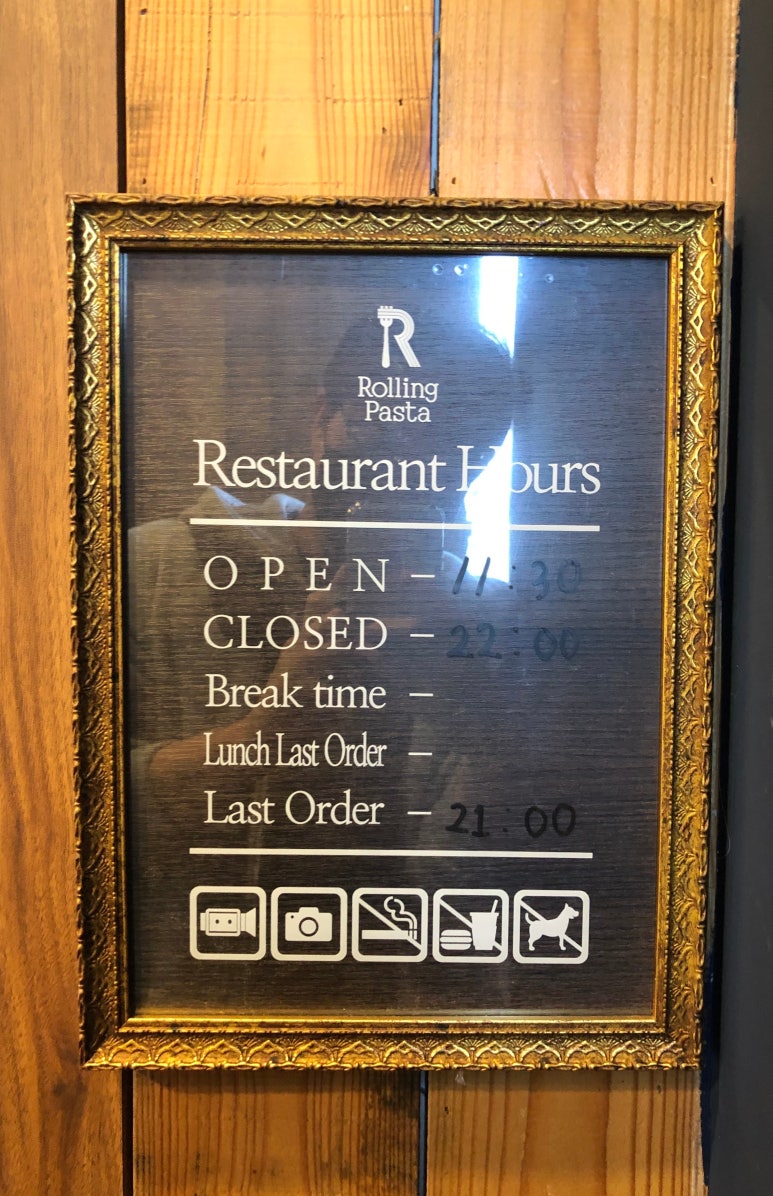 R
Rolling
Pasta
Restaurant Hours
OPEN – 11:30
CLOSED – 22:00
Break time –
Lunch Last Order –
Last Order – 21.00